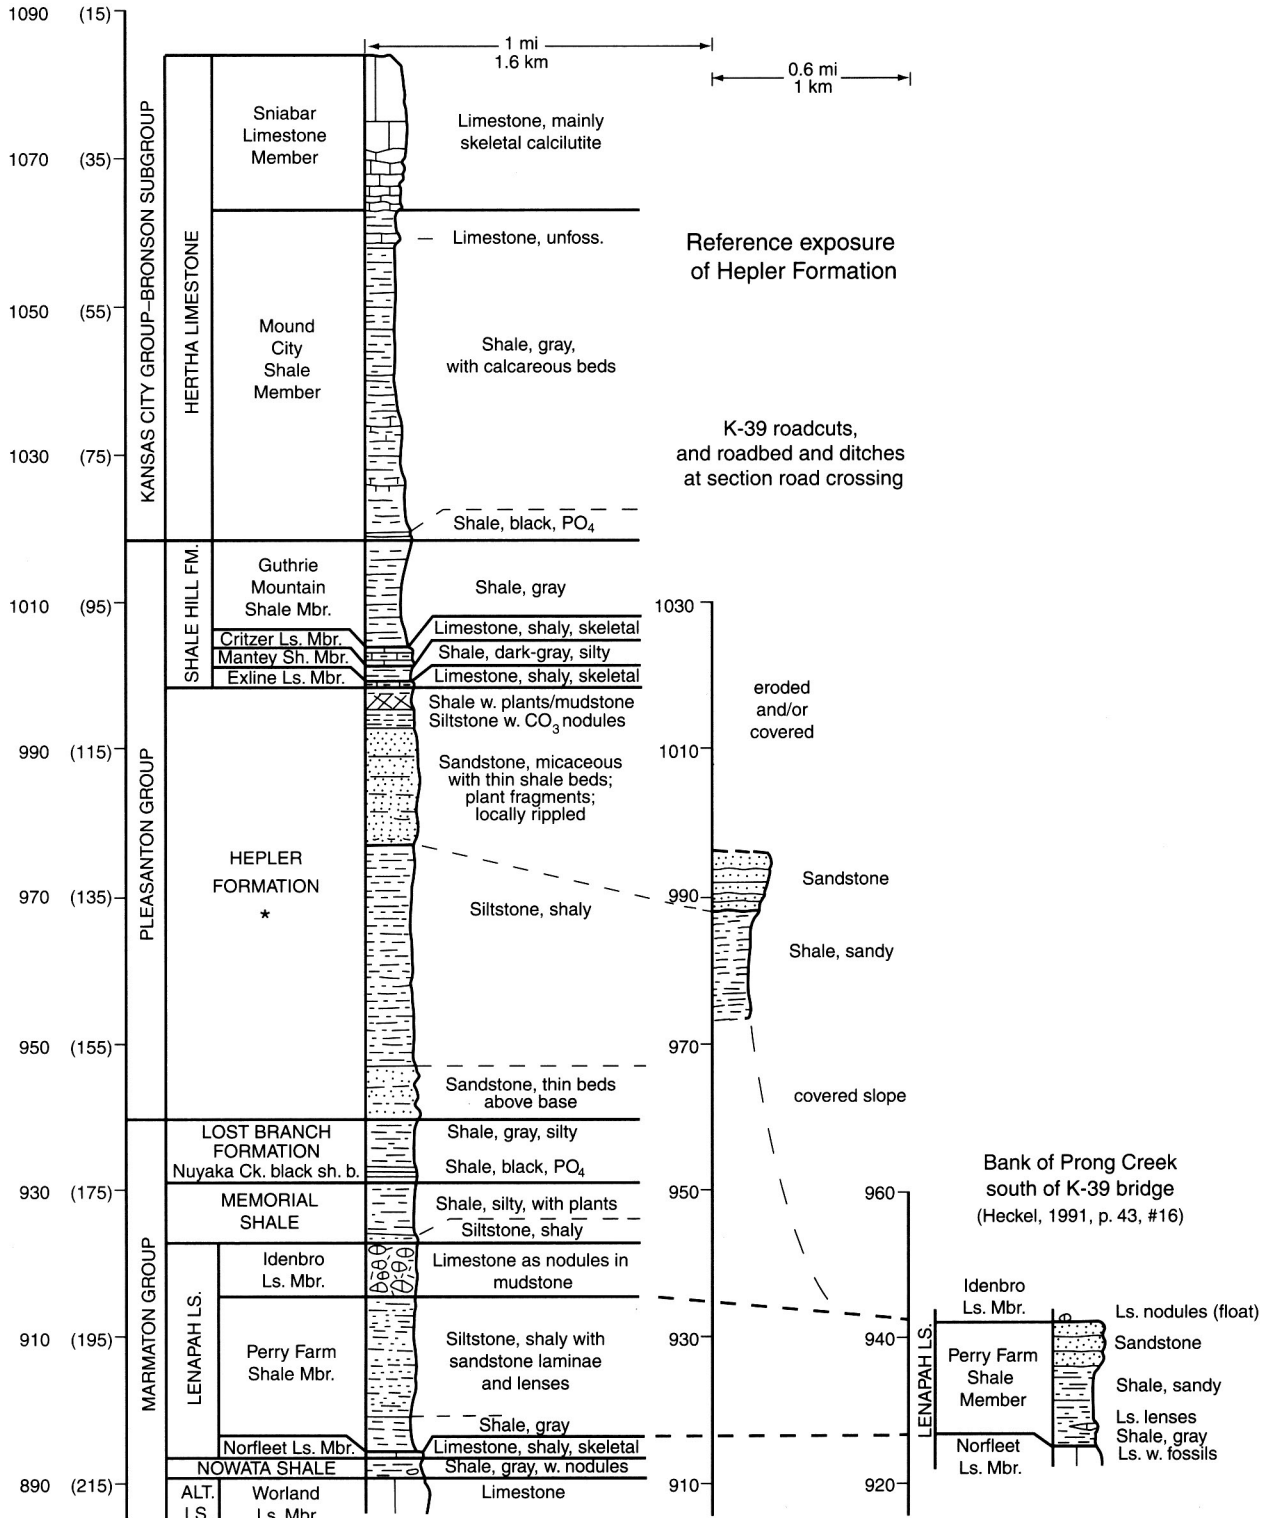 1090 (15)
1070 (35)
1050 (55)
1030 (75)
1010 (95)
990 (115)
970 (135)
950 (155)
930 (175)
910 (195)
890 (215)
KANSAS CITY GROUP–BRONSON SUBGROUP
PLEASANTON GROUP
MARMATON GROUP
HERTHA LIMESTONE
SHALE HILL FM.
LENAPAH LS.
Sniabar
Limestone
Member
Mound
City
Shale
Member
Guthrie
Mountain
Shale Mbr.
Critzer Ls. Mbr.
Mantey Sh. Mbr.
Exline Ls. Mbr.
HEPLER
FORMATION
*
LOST BRANCH
FORMATION
Nuyaka Ck. black sh. b.
MEMORIAL
SHALE
Idenbro
Ls. Mbr.
Perry Farm
Shale Mbr.
Norfleet Ls. Mbr.
NOWATA SHALE
ALT.
LS.
Worland
Ls. Mbr.
1 mi
1.6 km
0.6 mi
1 km
Limestone, mainly
skeletal calcilutite
Limestone, unfoss.
Shale, gray,
with calcareous beds
Shale, black, PO4
Shale, gray
Limestone, shaly, skeletal
Shale, dark-gray, silty
Limestone, shaly, skeletal
Shale w. plants/mudstone
Siltstone w. CO3 nodules
Sandstone, micaceous
with thin shale beds;
plant fragments;
locally rippled
Siltstone, shaly
Sandstone, thin beds
above base
Shale, gray, silty
Shale, black, PO4
Shale, silty, with plants
Siltstone, shaly
Limestone as nodules in
mudstone
Siltstone, shaly with
sandstone laminae
and lenses
Shale, gray
Limestone, shaly, skeletal
Shale, gray, w. nodules
Limestone
Reference exposure
of Hepler Formation
K-39 roadcuts,
and roadbed and ditches
at section road crossing
1030
1010
990
970
950
930
910
eroded
and/or
covered
Sandstone
Shale, sandy
covered slope
Bank of Prong Creek
south of K-39 bridge
(Heckel, 1991, p. 43, #16)
960
940
920
LENAPAH LS.
Idenbro
Ls. Mbr.
Perry Farm
Shale
Member
Norfleet
Ls. Mbr.
Ls. nodules (float)
Sandstone
Shale, sandy
Ls. lenses
Shale, gray
Ls. w. fossils